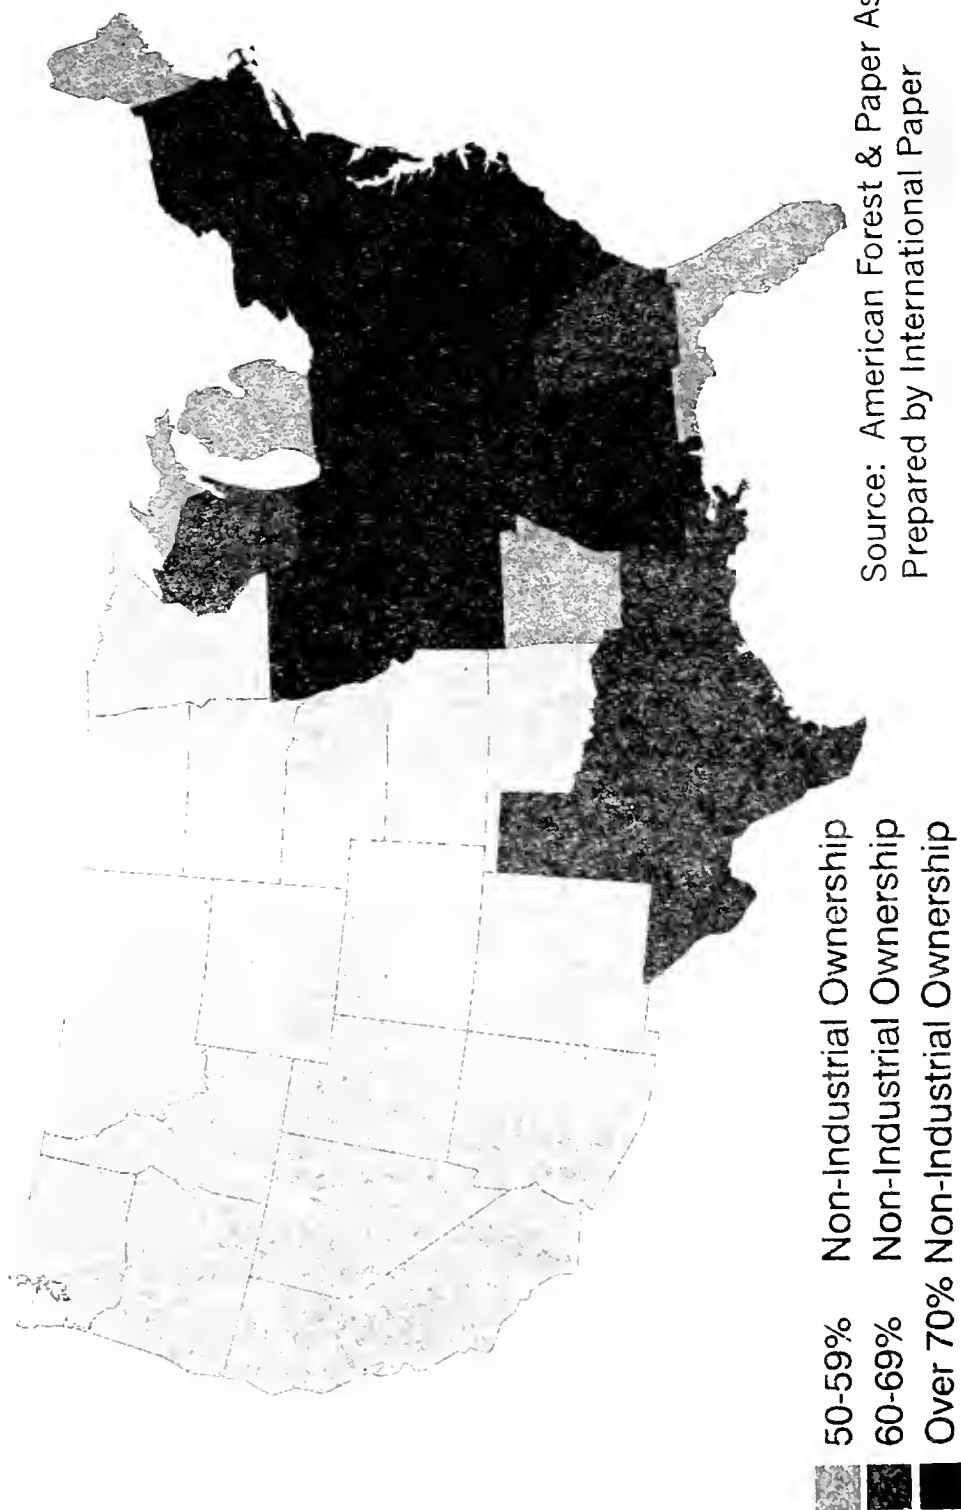 50-59% Non-Industrial Ownership
60-69% Non-Industrial Ownership
Over 70% Non-Industrial Ownership
Source: American Forest & Paper As
Prepared by International Paper